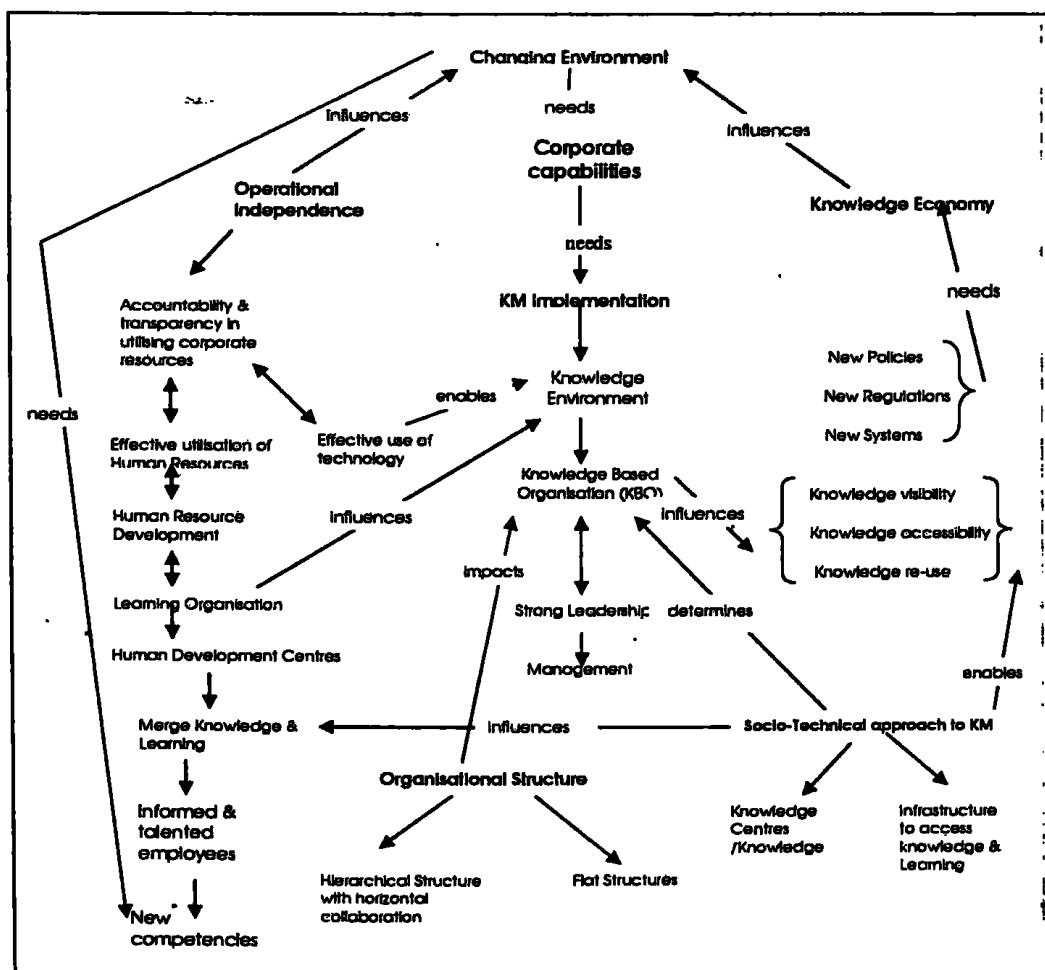 Changing Environment
influences
needs
influences
Corporate
capabilities
Operational
Independence
Knowledge Economy
needs
KM Implementation
needs
Accountability &
transparency in
utilising corporate
resources
New Policies
Knowledge
Environment
enables
needs
New Regulations
Effective utilisation of
Human Resources
Effective use of
technology
New Systems
Knowledge Based
Organisation (KBO)
Knowledge visibility
Human Resource
Development
influences
influences
Knowledge accessibility
impacts
Knowledge re-use
Learning Organisation
Strong Leadership
determines
Human Development Centres
Management
enables
Merge Knowledge &
Learning
influences
Socio-Technical approach to KM
Organisational Structure
Informed &
talented
employees
Knowledge
Centres
/Knowledge
Infrastructure
to access
knowledge &
Learning
Hierarchical Structure
with horizontal
collaboration
Flat Structures
New
competencies